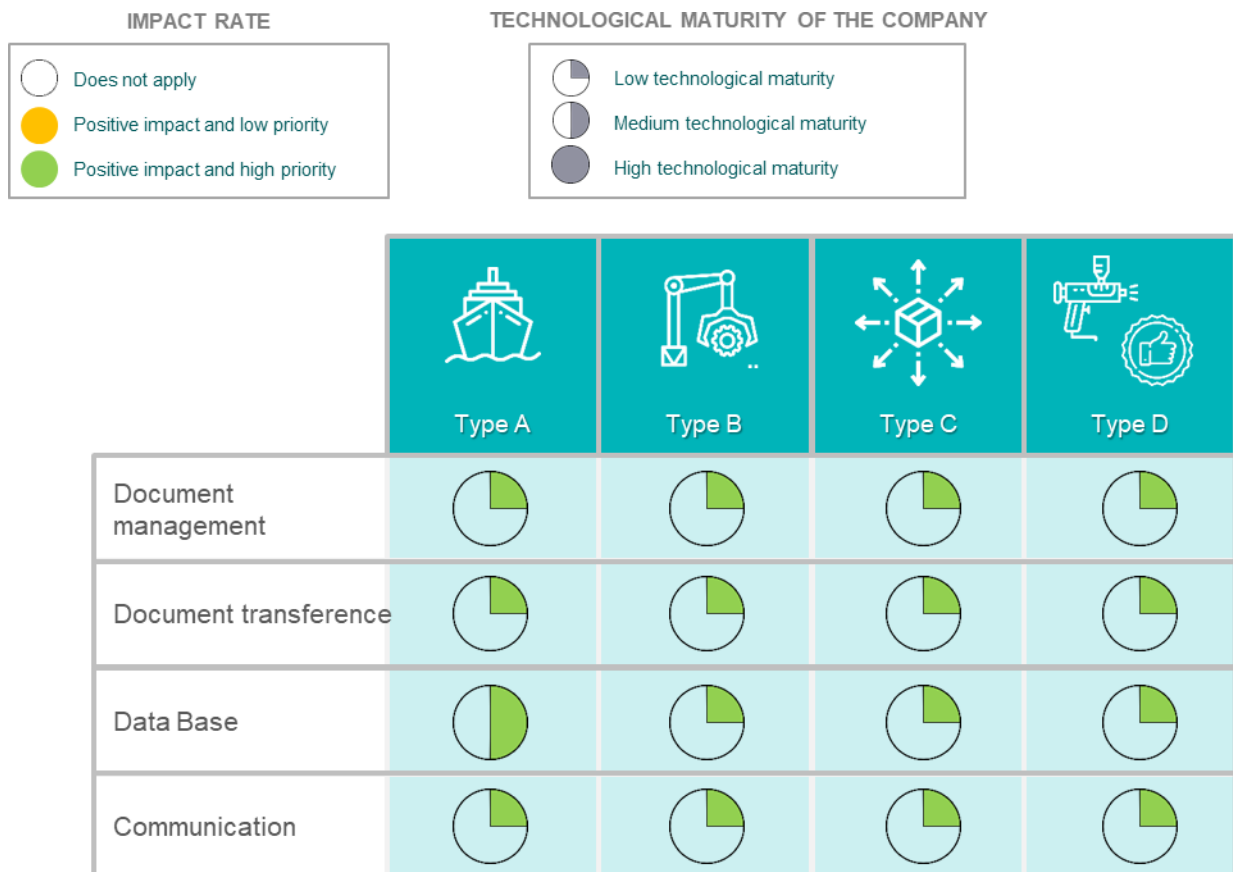 IMPACT RATE
TECHNOLOGICAL MATURITY OF THE COMPANY
Does not apply
Positive impact and low priority
Positive impact and high priority
Low technological maturity
Medium technological maturity
High technological maturity
Type A
Type B
Type C
Type D
Document
management
Document transference
Data Base
Communication